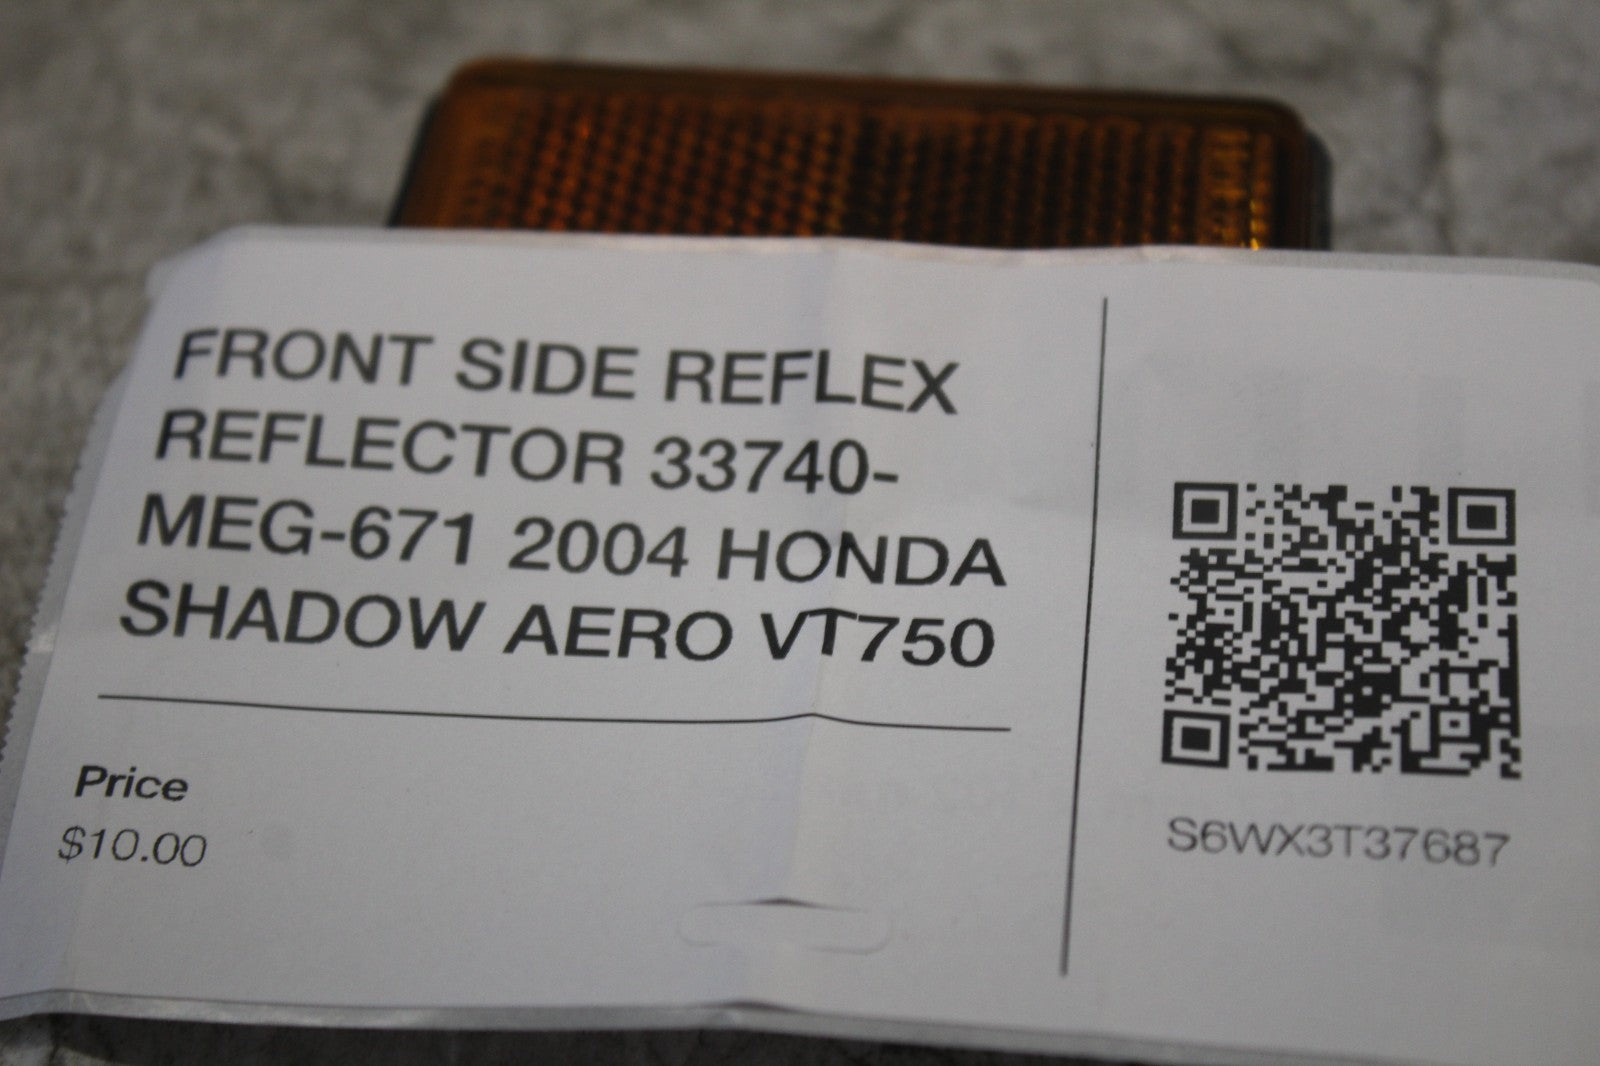 FRONT SIDE REFLEX
REFLECTOR 33740-
MEG-671 2004 HONDA
SHADOW AERO VT750
Price
$10.00
S6WX3T37687